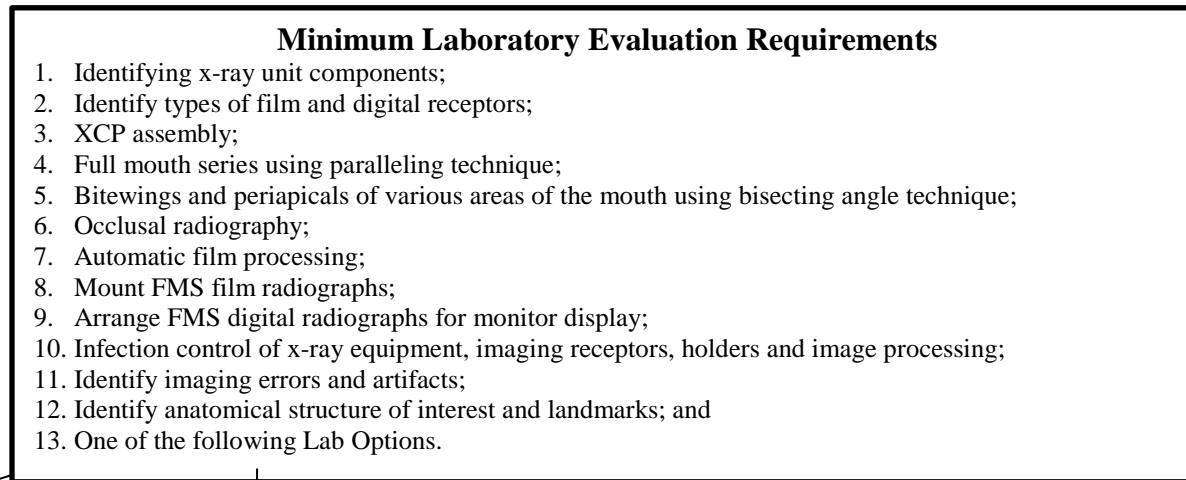 Minimum Laboratory Evaluation Requirements
1. Identifying x-ray unit components;
2. Identify types of film and digital receptors;
3. XCP assembly;
4. Full mouth series using paralleling technique;
5. Bitewings and periapicals of various areas of the mouth using bisecting angle technique;
6. Occlusal radiography;
7. Automatic film processing;
8. Mount FMS film radiographs;
9. Arrange FMS digital radiographs for monitor display;
10. Infection control of x-ray equipment, imaging receptors, holders and image processing;
11. Identify imaging errors and artifacts;
12. Identify anatomical structure of interest and landmarks; and
13. One of the following Lab Options.